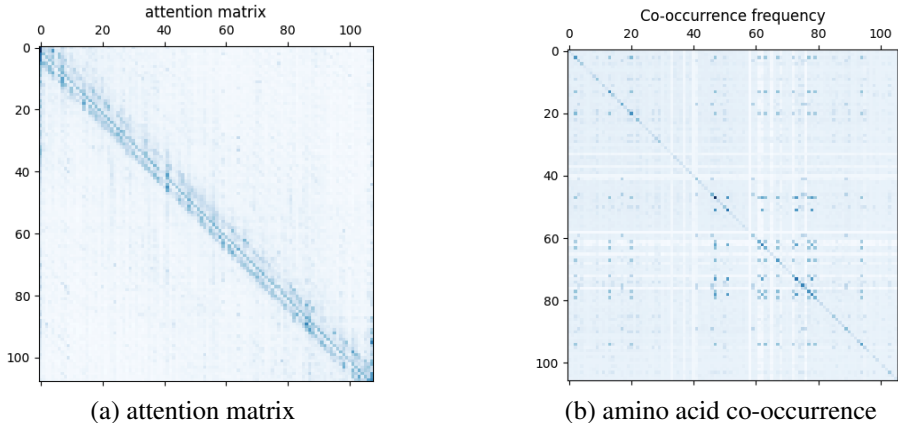 attention matrix
0 20 40 60 80 100
0
20
40
60
80
100
(a) attention matrix
Co-occurrence frequency
0 20 40 60 80 100
0
20
40
60
80
100
(b) amino acid co-occurrence